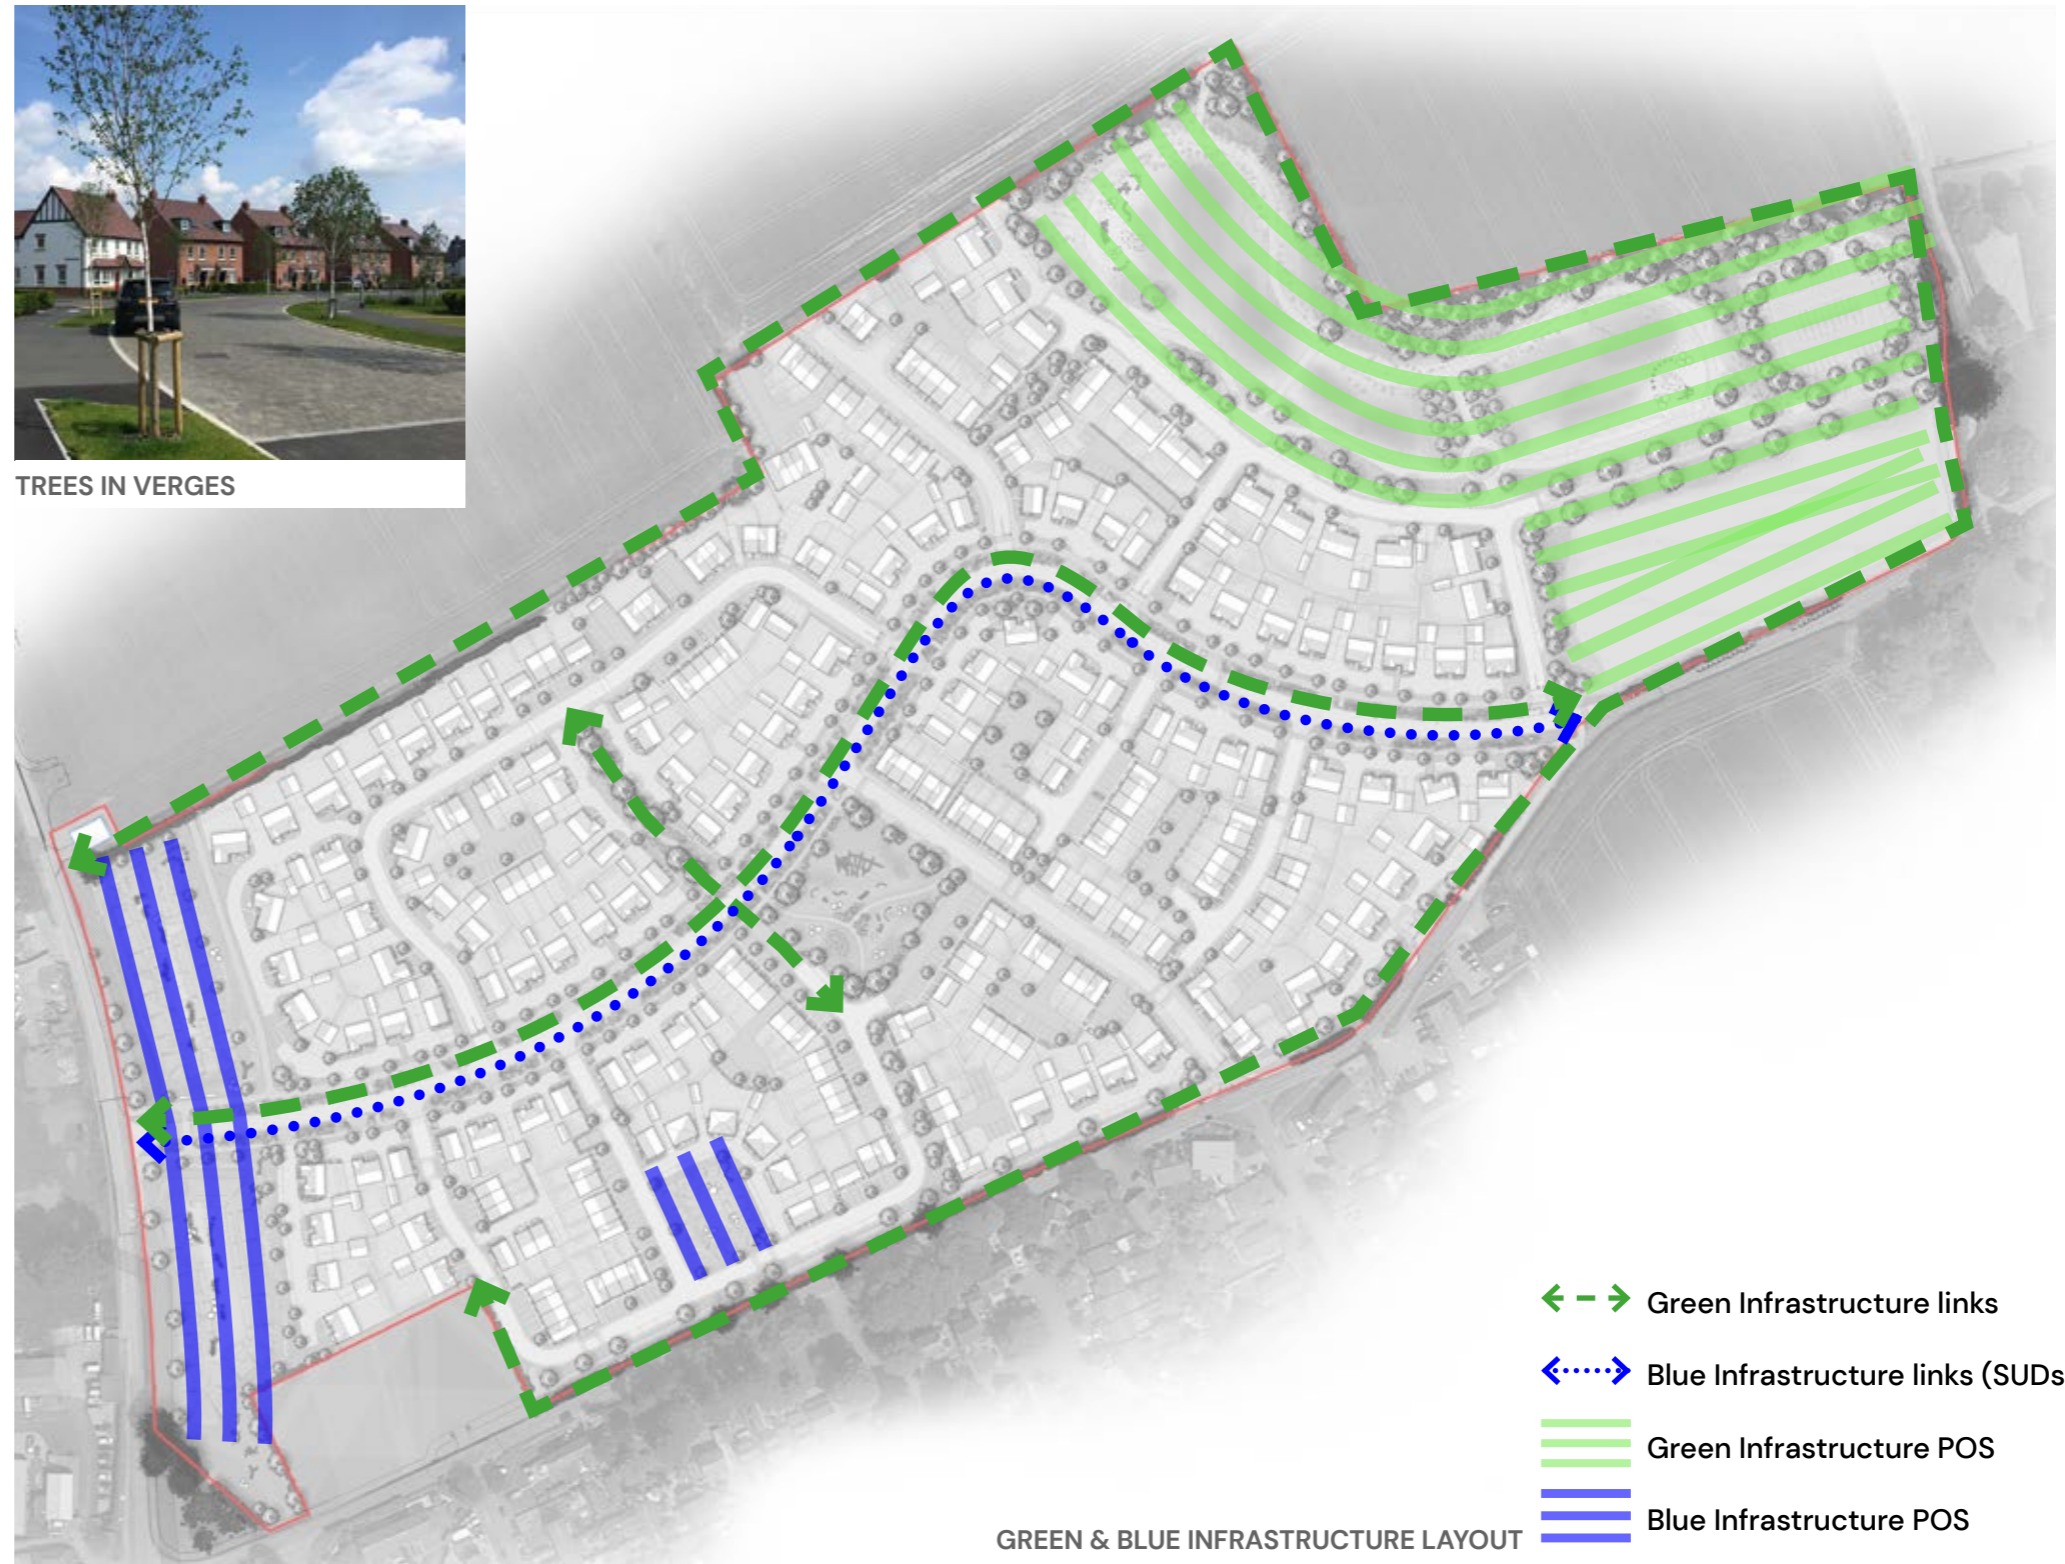 TREES IN VERGES
Green Infrastructure links
Blue Infrastructure links (SUDs
Green Infrastructure POS
Blue Infrastructure POS
GREEN & BLUE INFRASTRUCTURE LAYOUT